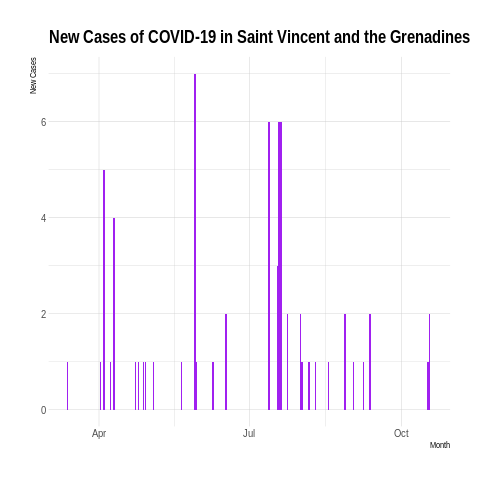 New Cases of COVID-19 in Saint Vincent and the Grenadines
New Cases
6
4
2
0
Apr
Jul
Oct
Month